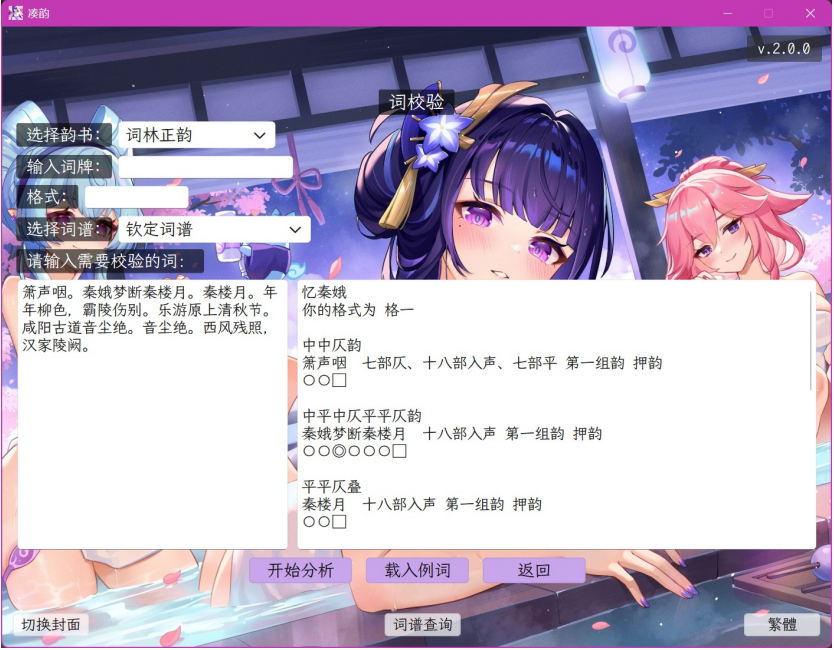 凑韵
v.2.0.0
词校验
选择韵书: 词林正韵
输入词牌:
格式:
选择词谱: 钦定词谱
请输入需要校验的词:
箫声咽。秦娥梦断秦楼月。秦楼月。年
年柳色，霸陵伤别。乐游原上清秋节。
咸阳古道音尘绝。音尘绝。西风残照，
汉家陵阙。
忆秦娥
你的格式为 格一
中中仄韵
箫声咽 七部仄、十八部入声、七部平 第一组韵 押韵
○○□
中平中仄平平仄韵
秦娥梦断秦楼月 十八部入声 第一组韵 押韵
○○◎○○○□
平平仄叠
秦楼月 十八部入声 第一组韵 押韵
○○□
开始分析 载入例词 返回
切换封面 词谱查询 繁體